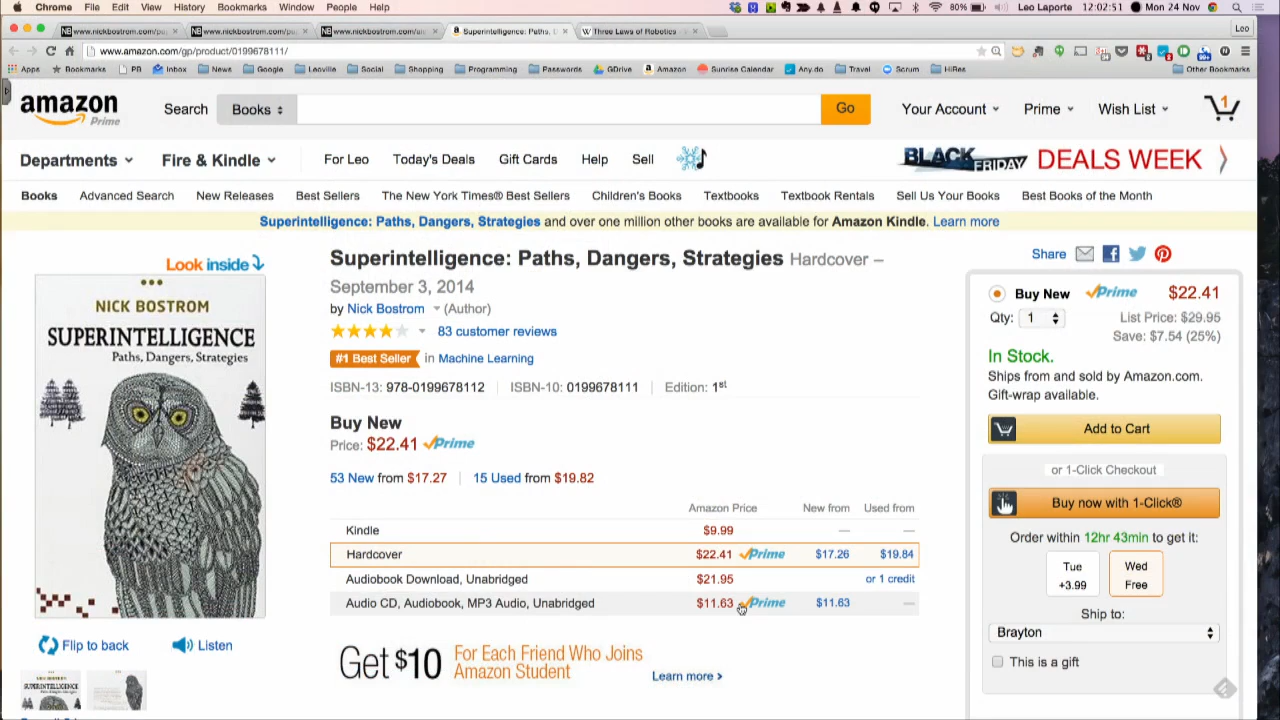 Chrome File Edit View History Bookmarks Window People Help 80% Leo Laporte 12:02:51 Mon 24 Nov
www.nickbostrom.com/pu www.nickbostrom.com/pu www.nickbostrom.com/an Superintelligence: Paths, D Three Laws of Robotics - Leo
www.amazon.com/gp/product/0199678111/
Apps Bookmarks PB Inbox News Google Leoville Social Shopping Programming Passwords GDrive Amazon Sunrise Calendar Any.do Travel Scrum HiRes Other Bookmarks
amazon Prime Search Books Go Your Account Prime Wish List 1
Departments Fire & Kindle For Leo Today's Deals Gift Cards Help Sell BLACK FRIDAY DEALS WEEK
Books Advanced Search New Releases Best Sellers The New York Times® Best Sellers Children's Books Textbooks Textbook Rentals Sell Us Your Books Best Books of the Month
Superintelligence: Paths, Dangers, Strategies and over one million other books are available for Amazon Kindle. Learn more
Look inside
NICK BOSTROM
SUPERINTELLIGENCE
Paths, Dangers, Strategies
Flip to back Listen
Superintelligence: Paths, Dangers, Strategies Hardcover –
September 3, 2014
by Nick Bostrom (Author)
83 customer reviews
#1 Best Seller in Machine Learning
ISBN-13: 978-0199678112 ISBN-10: 0199678111 Edition: 1st
Buy New
Price: $22.41 Prime
53 New from $17.27 15 Used from $19.82
Amazon Price New from Used from
Kindle $9.99 — —
Hardcover $22.41 Prime $17.26 $19.84
Audiobook Download, Unabridged $21.95 or 1 credit
Audio CD, Audiobook, MP3 Audio, Unabridged $11.63 Prime $11.63 —
Get $10 For Each Friend Who Joins
Amazon Student Learn more
Share
Buy New Prime $22.41
Qty: 1 List Price: $29.95
Save: $7.54 (25%)
In Stock.
Ships from and sold by Amazon.com.
Gift-wrap available.
Add to Cart
or 1-Click Checkout
Buy now with 1-Click®
Order within 12hr 43min to get it:
Tue Wed
+3.99 Free
Ship to:
Brayton
This is a gift